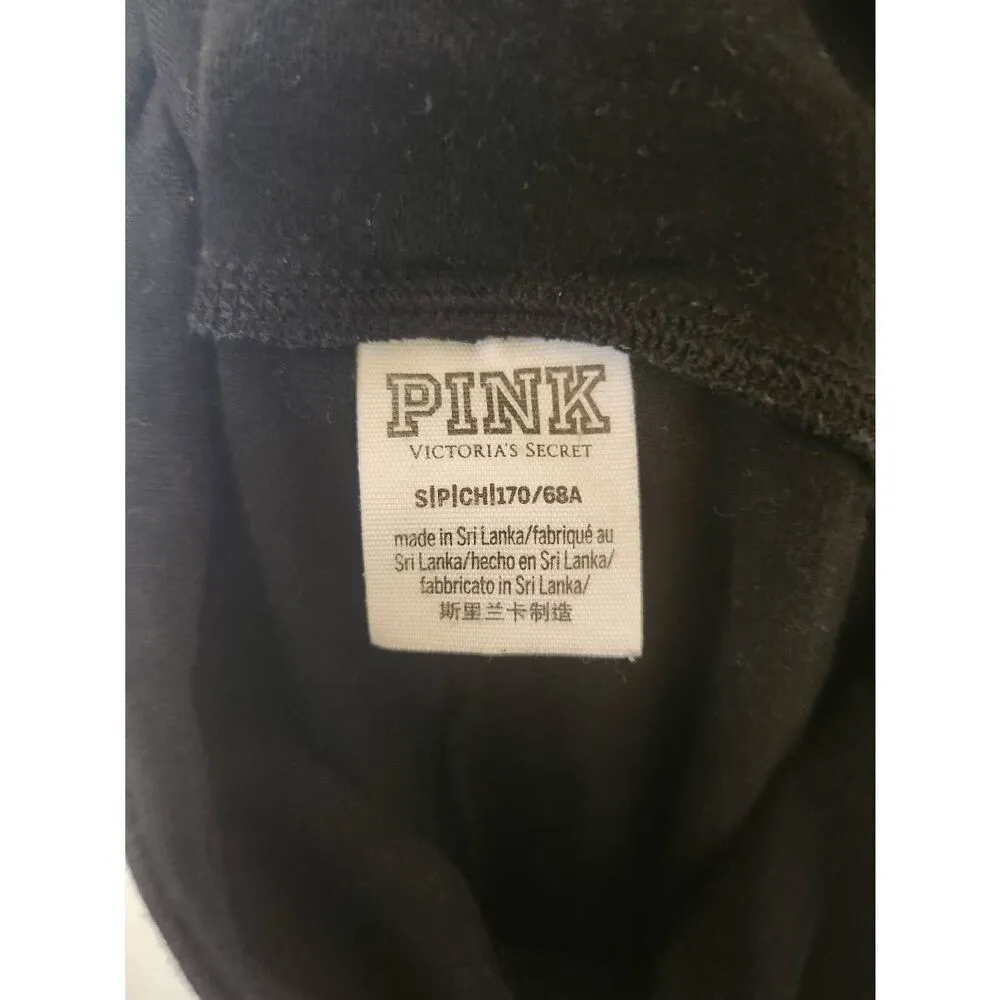 PINK
VICTORIA'S SECRET
S|P|CH|170/68A
made in Sri Lanka/fabriqué au
Sri Lanka/hecho en Sri Lanka/
fabbricato in Sri Lanka/
斯里兰卡制造